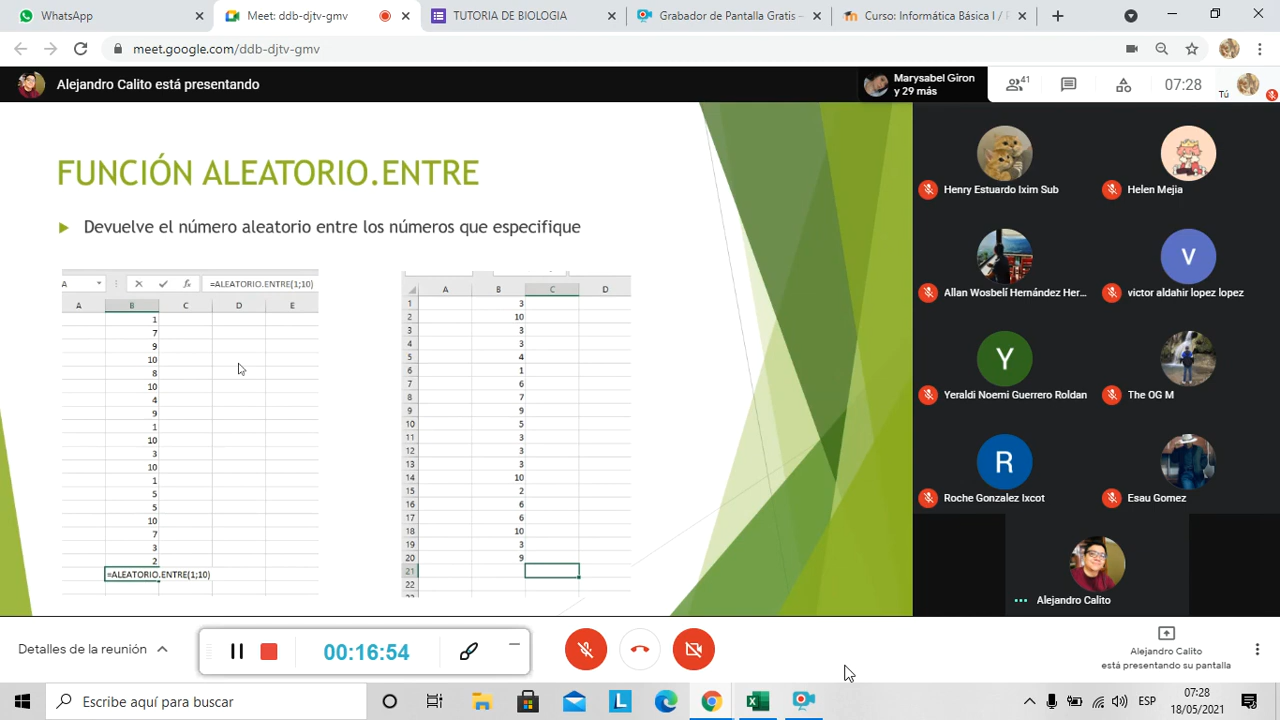 WhatsApp
Meet: ddb-djtv-gmv
TUTORIA DE BIOLOGIA
Grabador de Pantalla Gratis –
Curso: Informática Básica I / P
meet.google.com/ddb-djtv-gmv
Alejandro Calito está presentando
Marysabel Giron
y 29 más
41
07:28
Tú
FUNCIÓN ALEATORIO.ENTRE
Devuelve el número aleatorio entre los números que especifique
A
fx
=ALEATORIO.ENTRE(1;10)
A B C D E
1
7
9
10
8
10
4
9
1
10
3
10
1
5
5
10
7
3
2
=ALEATORIO.ENTRE(1;10)
A B C D
1 3
2 10
3 3
4 3
5 4
6 1
7 6
8 7
9 9
10 5
11 3
12 3
13 3
14 10
15 2
16 6
17 6
18 10
19 3
20 9
21
22
Henry Estuardo Ixim Sub
Helen Mejia
V
Allan Wosbelí Hernández Her...
victor aldahir lopez lopez
Y
Yeraldi Noemi Guerrero Roldan
The OG M
R
Roche Gonzalez Ixcot
Esau Gomez
Alejandro Calito
Detalles de la reunión
00:16:54
Alejandro Calito
está presentando su pantalla
Escribe aquí para buscar
L
ESP
07:28
18/05/2021